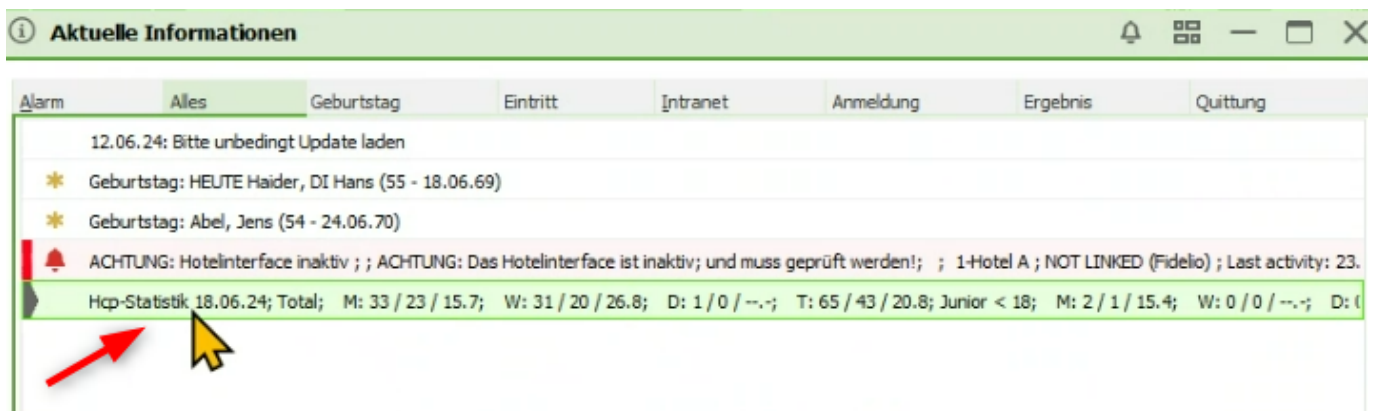 Aktuelle Informationen
Alarm Alles Geburtstag Eintritt Intranet Anmeldung Ergebnis Quittung
12.06.24: Bitte unbedingt Update laden
Geburtstag: HEUTE Haider, DI Hans (55 - 18.06.69)
Geburtstag: Abel, Jens (54 - 24.06.70)
ACHTUNG: Hotelinterface inaktiv ; ; ACHTUNG: Das Hotelinterface ist inaktiv; und muss geprüft werden!; ; 1-Hotel A ; NOT LINKED (Fidelio) ; Last activity: 23.
Hcp-Statistik 18.06.24; Total; M: 33 / 23 / 15.7; W: 31 / 20 / 26.8; D: 1 / 0 / --.-; T: 65 / 43 / 20.8; Junior < 18; M: 2 / 1 / 15.4; W: 0 / 0 / --.-; D: